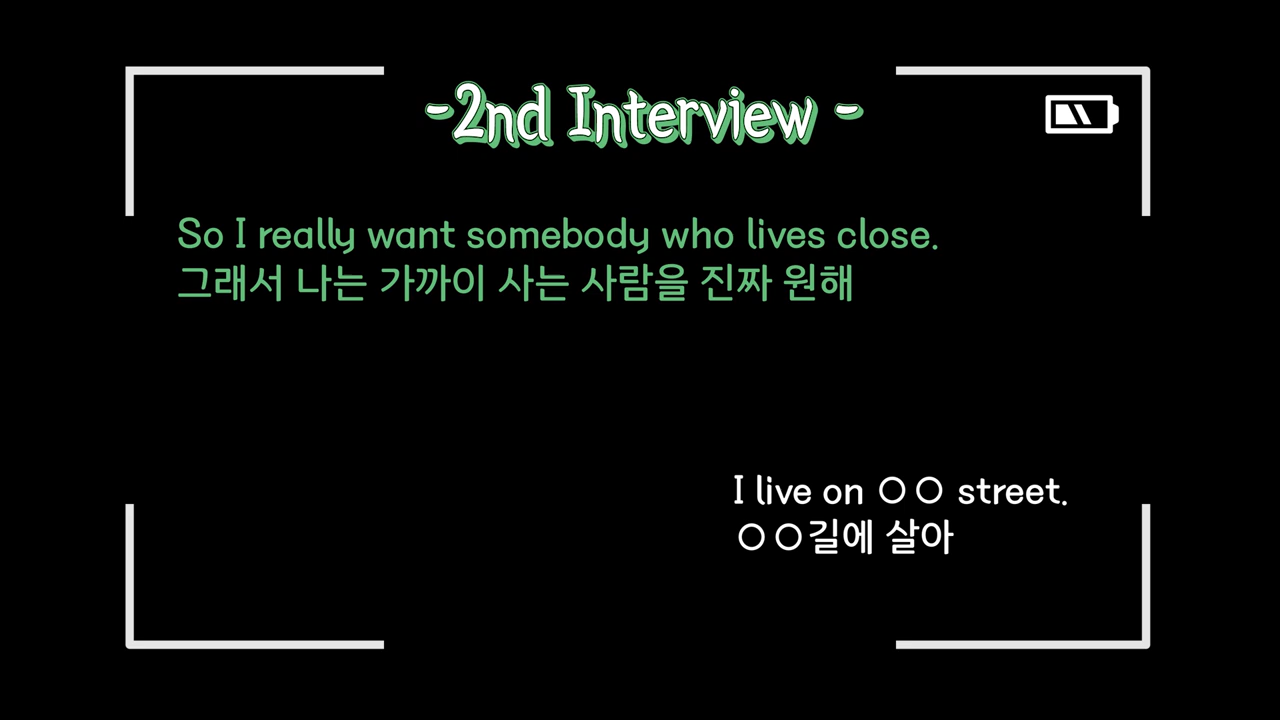 -2nd Interview -
So I really want somebody who lives close.
그래서 나는 가까이 사는 사람을 진짜 원해
I live on ○○ street.
○○길에 살아